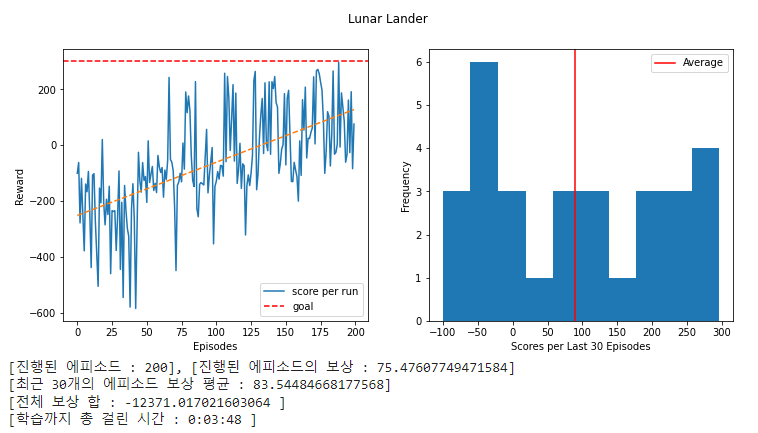 Lunar Lander
Reward
200
0
−200
−400
−600
0
25
50
75
100
125
150
175
200
Episodes
score per run
goal
Frequency
6
5
4
3
2
1
0
−100
−50
0
50
100
150
200
250
300
Scores per Last 30 Episodes
Average
[진행된 에피소드 : 200], [진행된 에피소드의 보상 : 75.47607749471584]
[최근 30개의 에피소드 보상 평균 : 83.54484668177568]
[전체 보상 합 : -12371.017021603064 ]
[학습까지 총 걸린 시간 : 0:03:48 ]